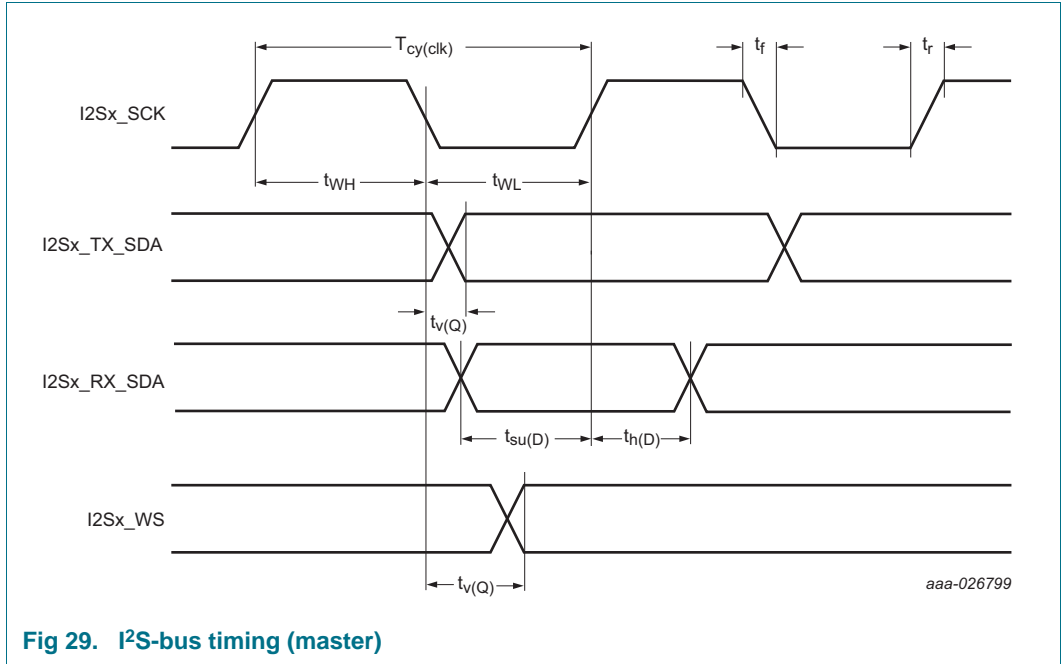 Tcy(clk) tf tr
I2Sx_SCK
tWH tWL
I2Sx_TX_SDA
tv(Q)
I2Sx_RX_SDA
tsu(D) th(D)
I2Sx_WS
tv(Q)
aaa-026799
Fig 29. I²S-bus timing (master)